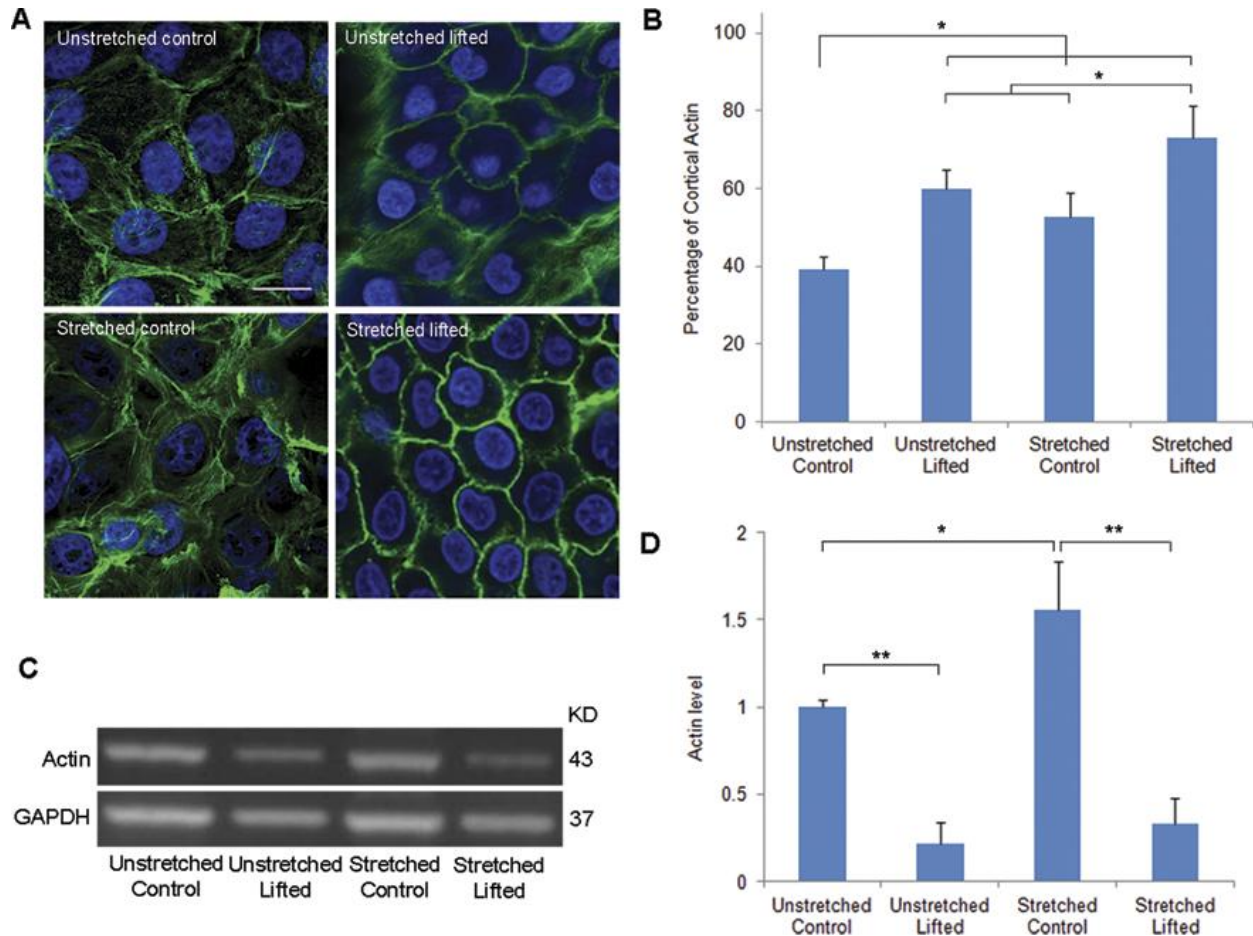 A
Unstretched control
Unstretched lifted
Stretched control
Stretched lifted
B
Percentage of Cortical Actin
100
80
60
40
20
0
*
*
Unstretched
Control
Unstretched
Lifted
Stretched
Control
Stretched
Lifted
C
KD
Actin
43
GAPDH
37
Unstretched
Control
Unstretched
Lifted
Stretched
Control
Stretched
Lifted
D
Actin level
2
1.5
1
0.5
0
*
**
**
Unstretched
Control
Unstretched
Lifted
Stretched
Control
Stretched
Lifted